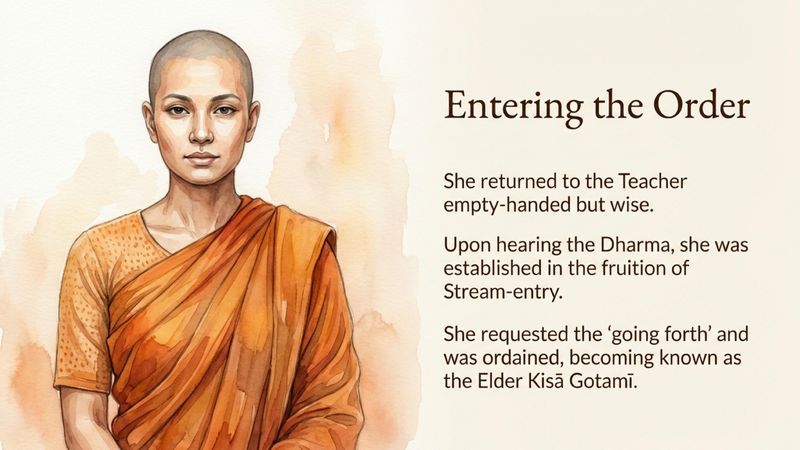 Entering the Order
She returned to the Teacher
empty-handed but wise.
Upon hearing the Dharma, she was
established in the fruition of
Stream-entry.
She requested the ‘going forth’ and
was ordained, becoming known as
the Elder Kisā Gotamī.